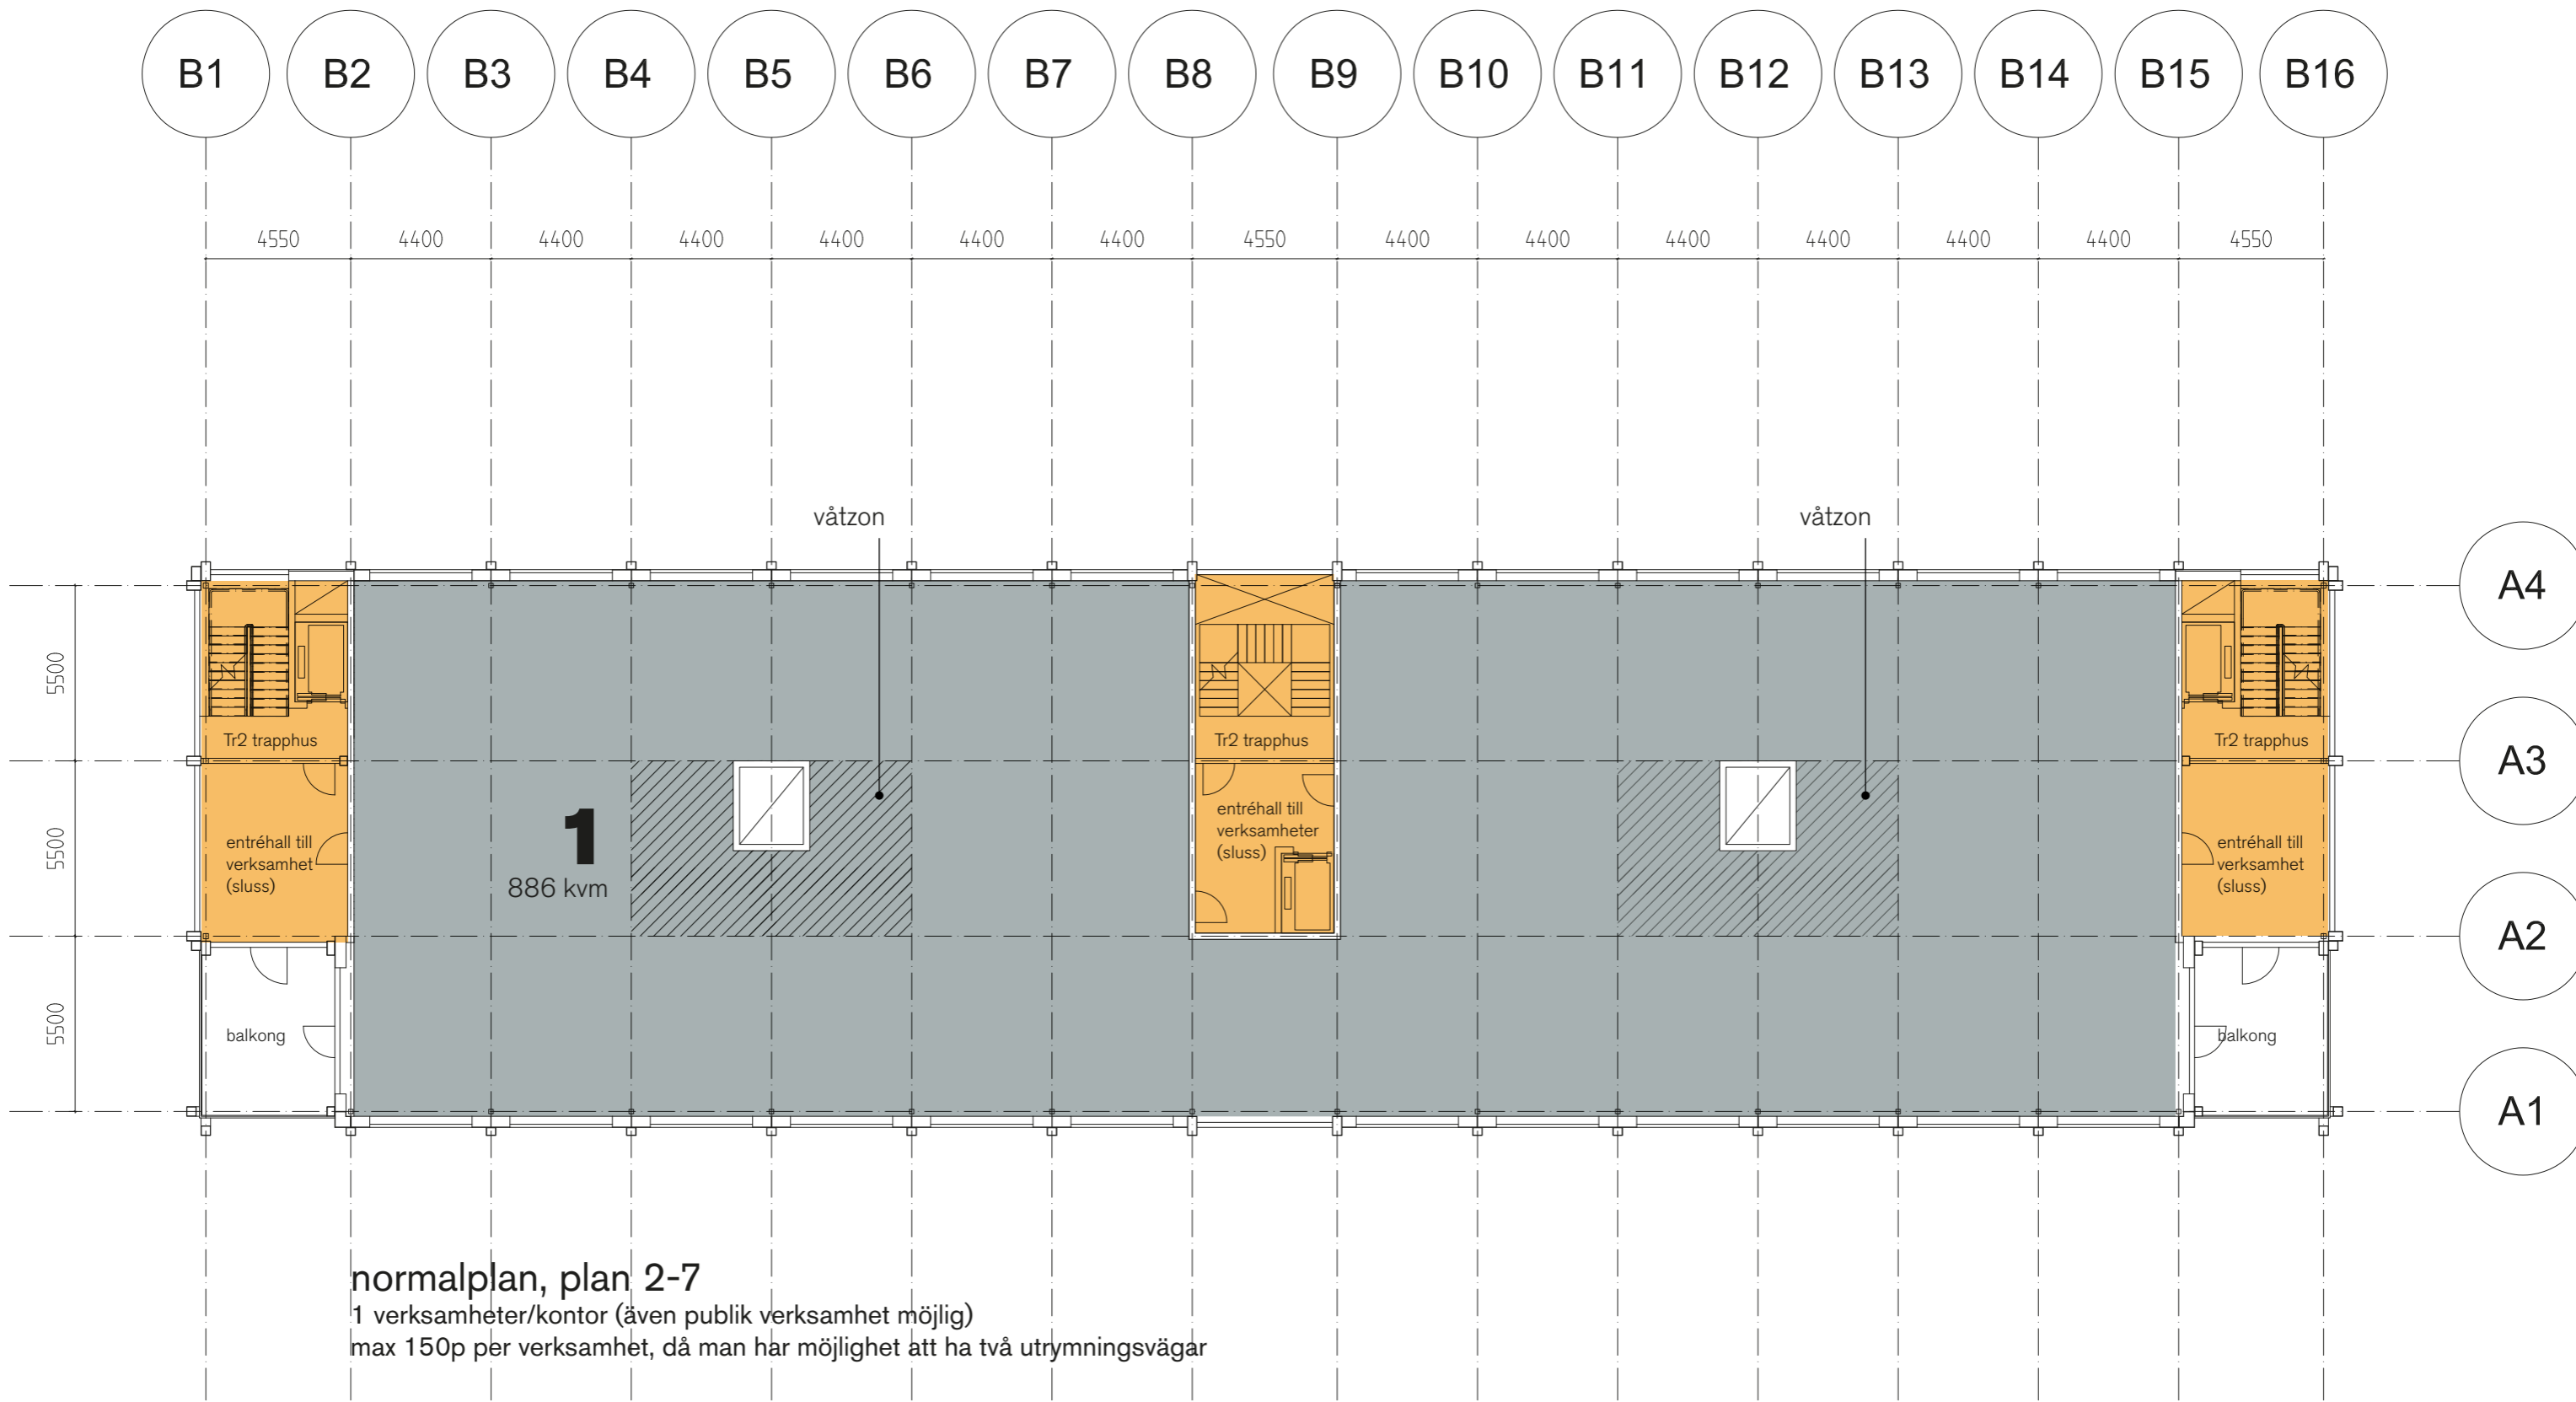 B1 B2 B3 B4 B5 B6 B7 B8 B9 B10 B11 B12 B13 B14 B15 B16
4550 4400 4400 4400 4400 4400 4400 4550 4400 4400 4400 4400 4400 4400 4550
våtzon våtzon
A4
5500
Tr2 trapphus
Tr2 trapphus
Tr2 trapphus
A3
5500
entréhall till
verksamhet
(sluss)
1
886 kvm
entréhall till
verksamheter
(sluss)
entréhall till
verksamhet
(sluss)
A2
5500
balkong
balkong
A1
normalplan, plan 2-7
1 verksamheter/kontor (även publik verksamhet möjlig)
max 150p per verksamhet, då man har möjlighet att ha två utrymningsvägar